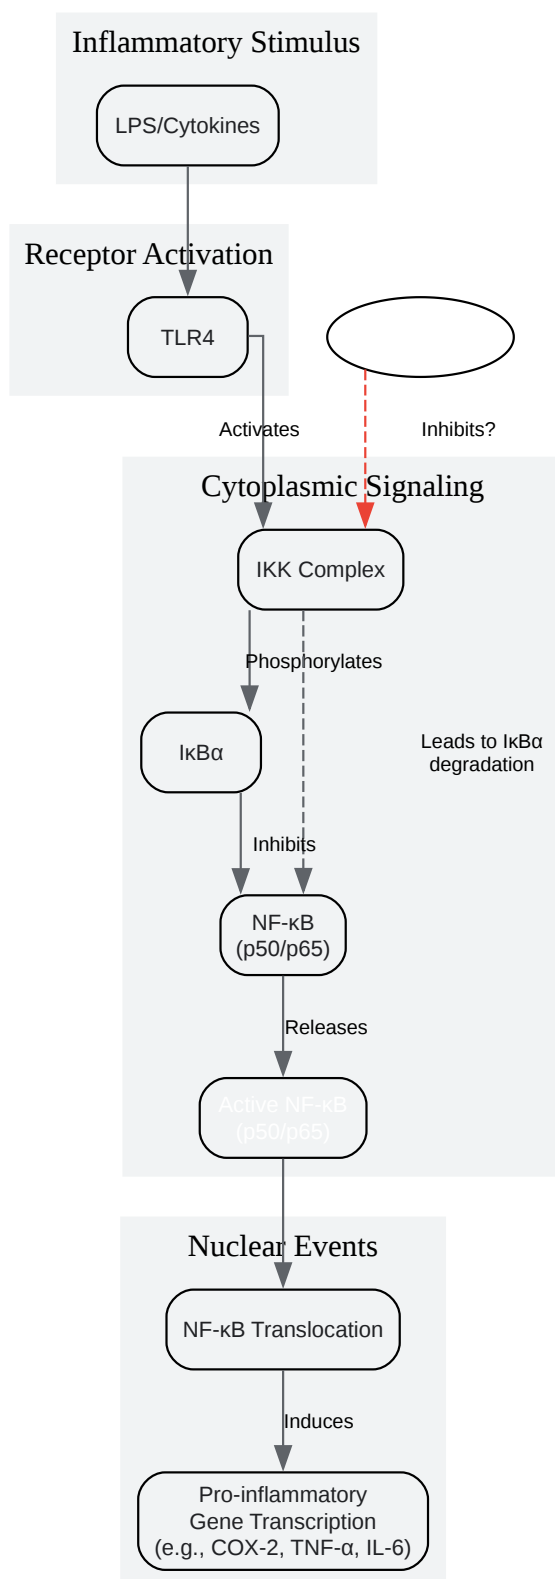 Inflammatory Stimulus
LPS/Cytokines
Receptor Activation
TLR4
Activates
Inhibits?
Cytoplasmic Signaling
IKK Complex
Phosphorylates
IκBα
Leads to IκBα
degradation
Inhibits
NF-κB
(p50/p65)
Releases
Active NF-κB
(p50/p65)
Nuclear Events
NF-κB Translocation
Induces
Pro-inflammatory
Gene Transcription
(e.g., COX-2, TNF-α, IL-6)